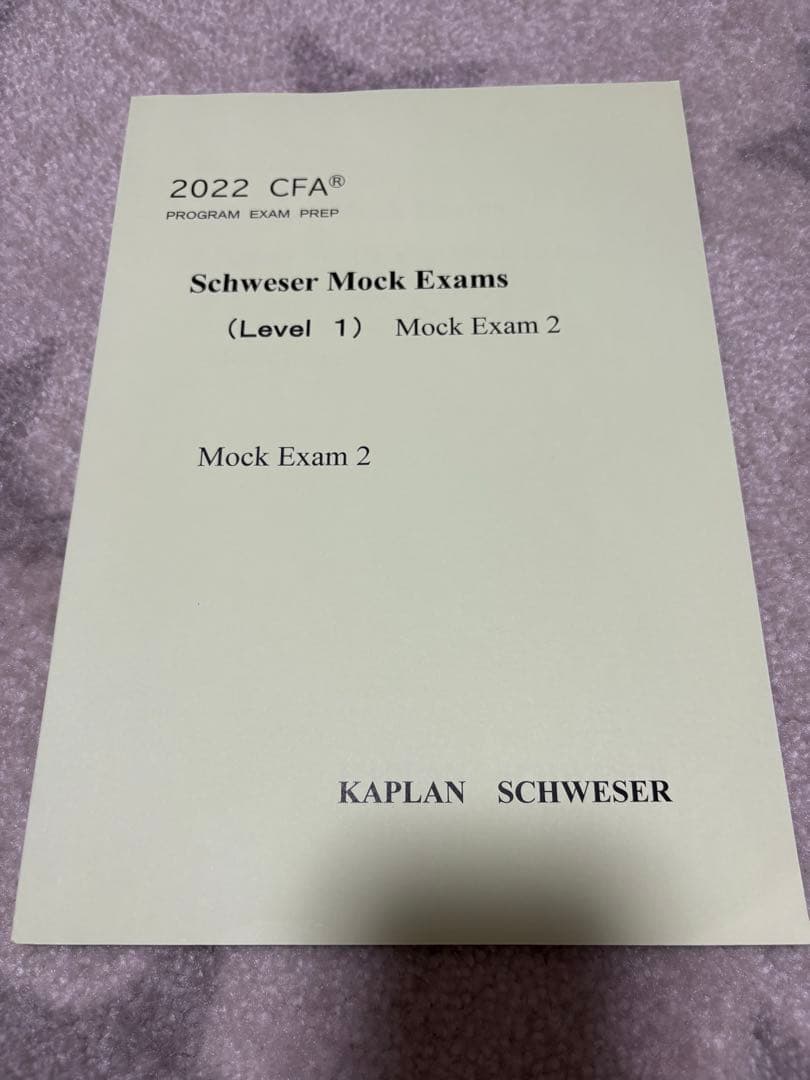 2022 CFA®
PROGRAM EXAM PREP
Schweser Mock Exams
（Level 1） Mock Exam 2
Mock Exam 2
KAPLAN SCHWESER